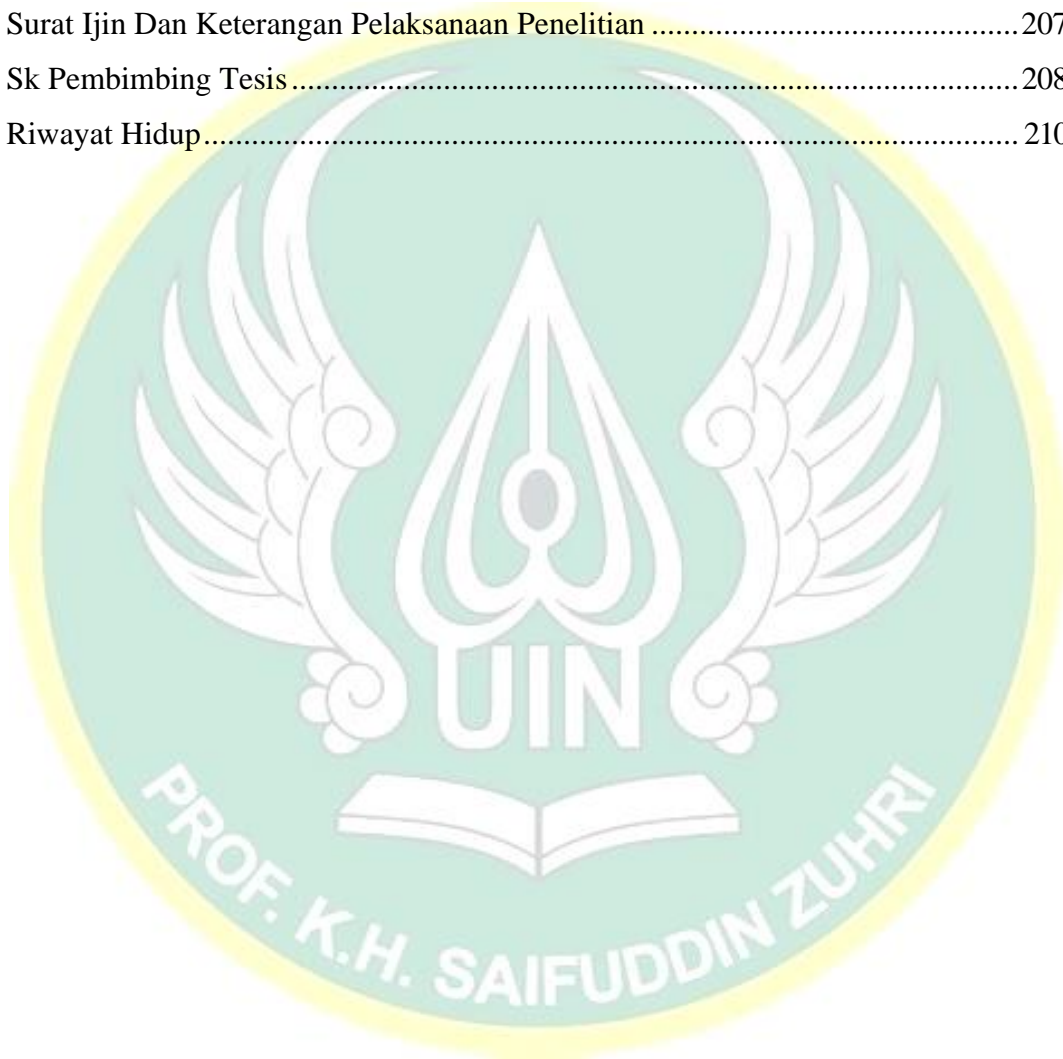 Surat Ijin Dan Keterangan Pelaksanaan Penelitian ............................................... 207
Sk Pembimbing Tesis ........................................................................................... 208
Riwayat Hidup ...................................................................................................... 210
UIN
PROF. K.H. SAIFUDDIN ZUHRI